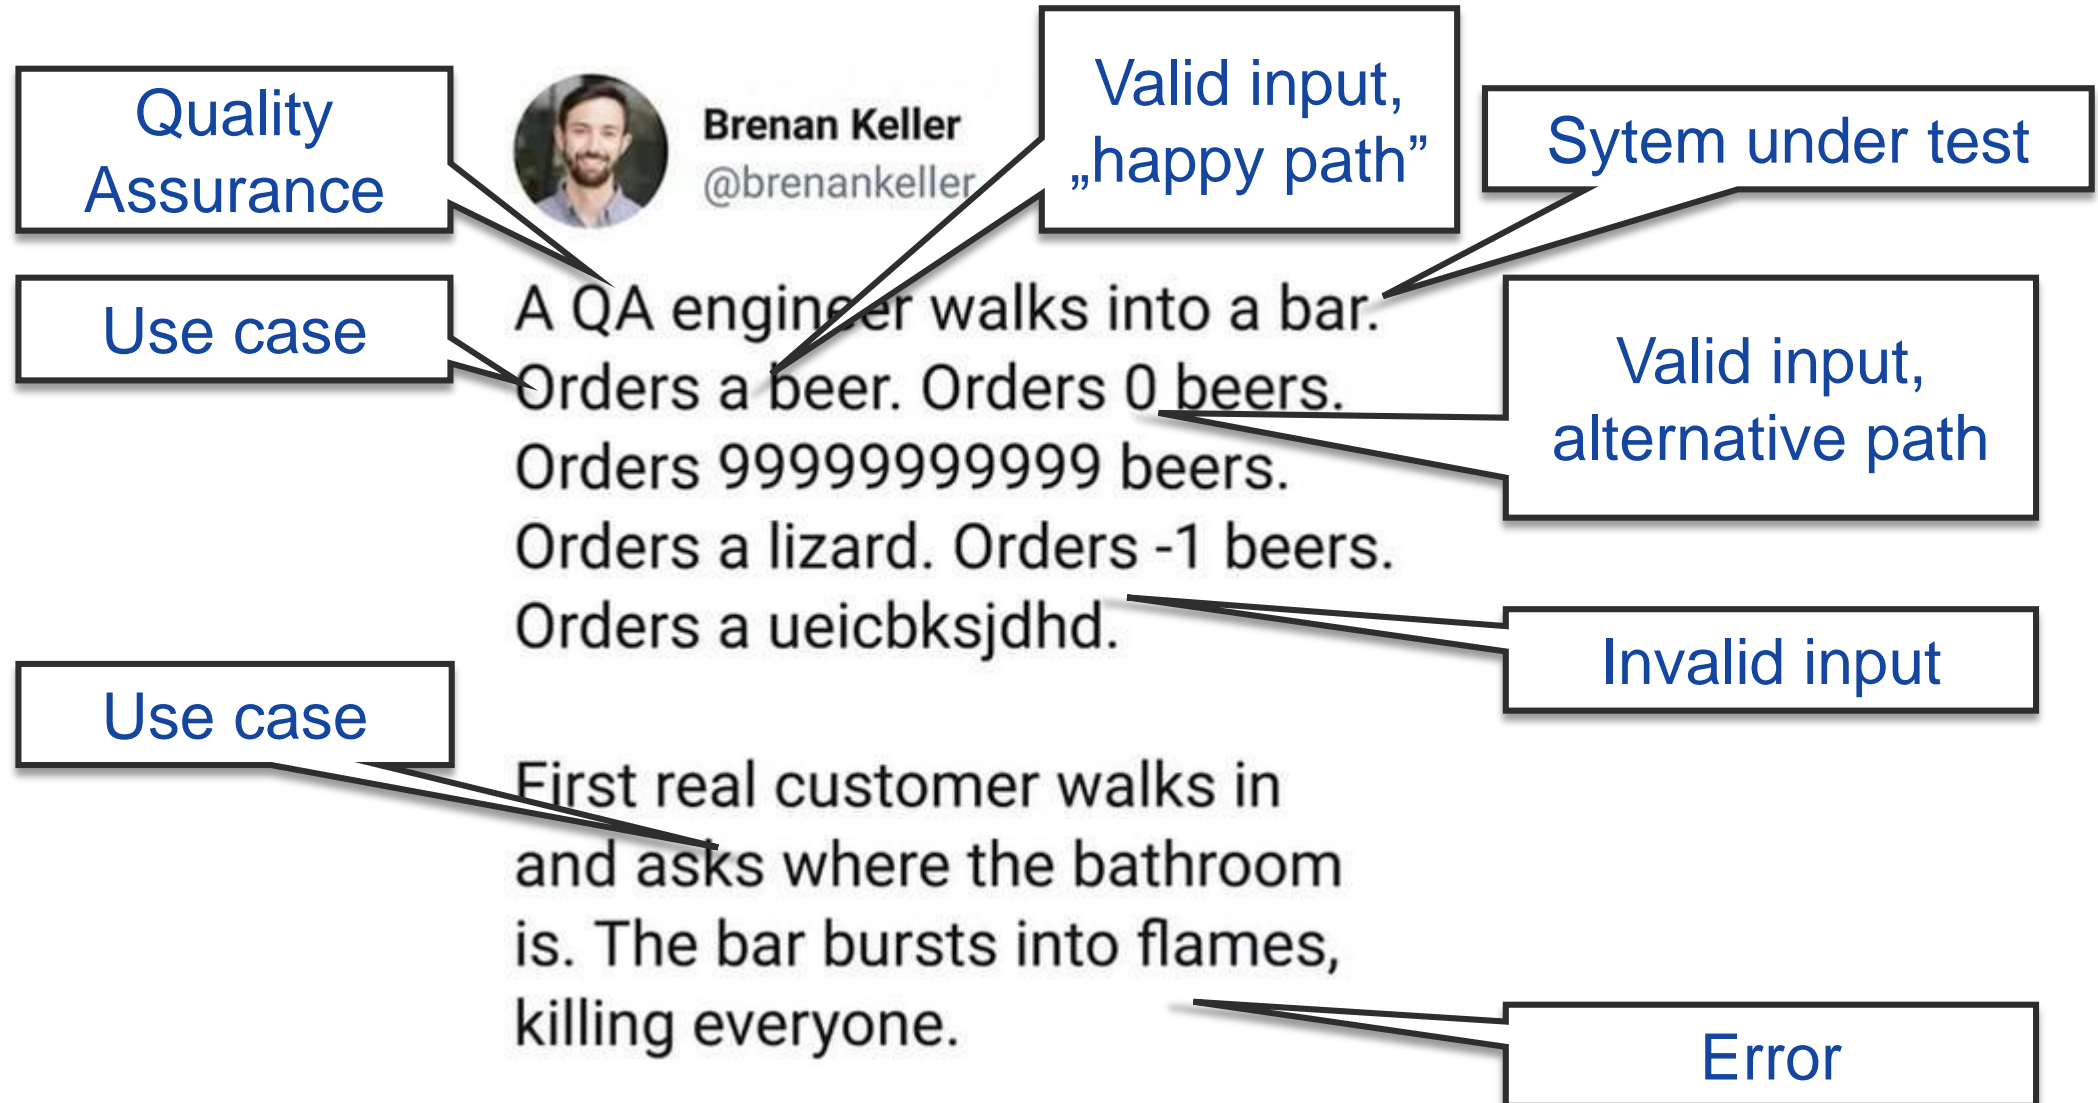 Quality
Assurance
Brenan Keller
@brenankeller
Valid input,
„happy path”
Sytem under test
Use case
A QA engineer walks into a bar.
Orders a beer. Orders 0 beers.
Orders 99999999999 beers.
Orders a lizard. Orders -1 beers.
Orders a ueicbksjdhd.
Valid input,
alternative path
Invalid input
Use case
First real customer walks in
and asks where the bathroom
is. The bar bursts into flames,
killing everyone.
Error